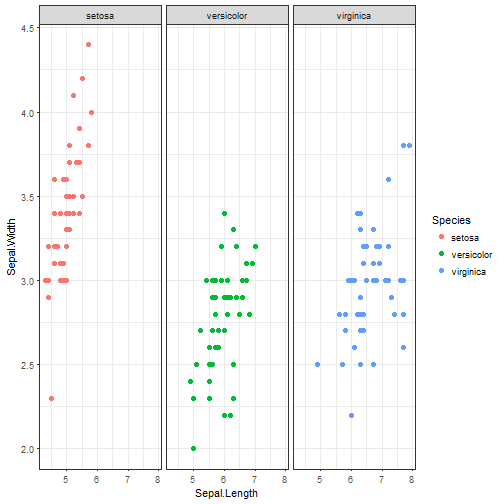 setosa versicolor virginica
4.5
4.0
3.5
3.0
2.5
2.0
Sepal.Width
5 6 7 8 5 6 7 8 5 6 7 8
Sepal.Length
Species
setosa
versicolor
virginica